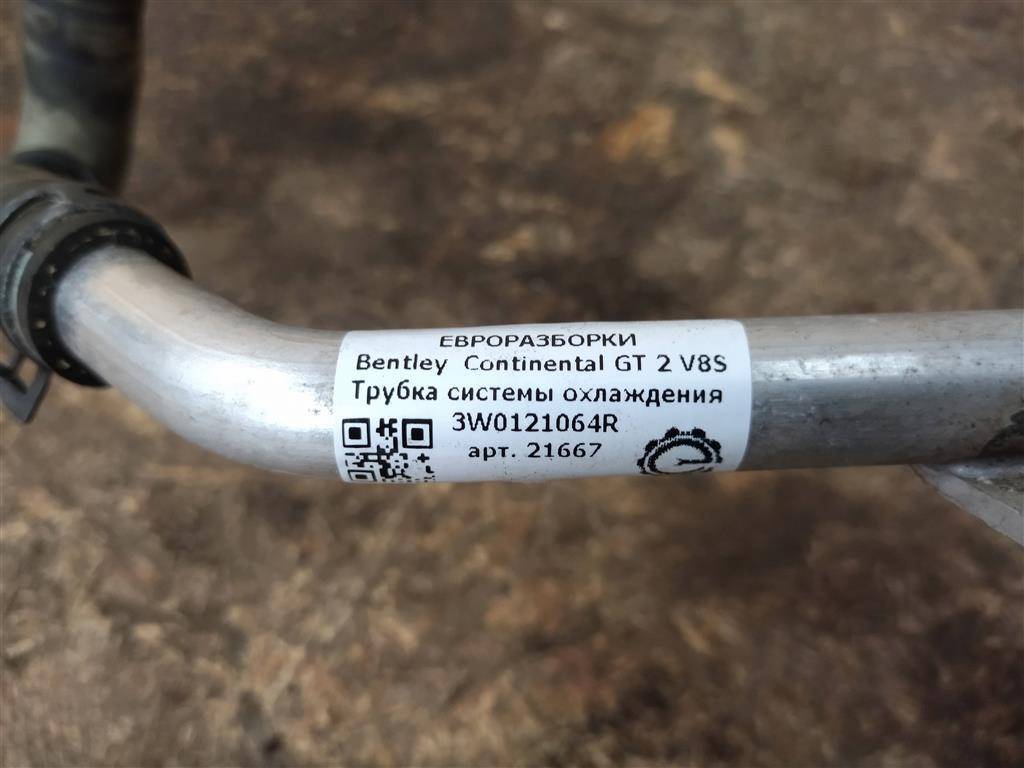 ЕВРОРАЗБОРКИ
Bentley Continental GT 2 V8S
Трубка системы охлаждения
3W0121064R
арт. 21667